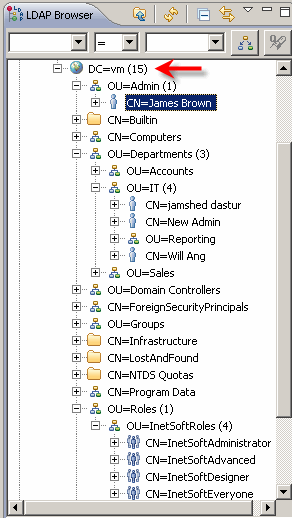 LDAP Browser
=
DC=vm (15)
OU=Admin (1)
CN=James Brown
CN=Builtin
CN=Computers
OU=Departments (3)
OU=Accounts
OU=IT (4)
CN=jamshed dastur
CN=New Admin
OU=Reporting
CN=Will Ang
OU=Sales
OU=Domain Controllers
CN=ForeignSecurityPrincipals
OU=Groups
CN=Infrastructure
CN=LostAndFound
CN=NTDS Quotas
CN=Program Data
OU=Roles (1)
OU=InetSoftRoles (4)
CN=InetSoftAdministrator
CN=InetSoftAdvanced
CN=InetSoftDesigner
CN=InetSoftEveryone